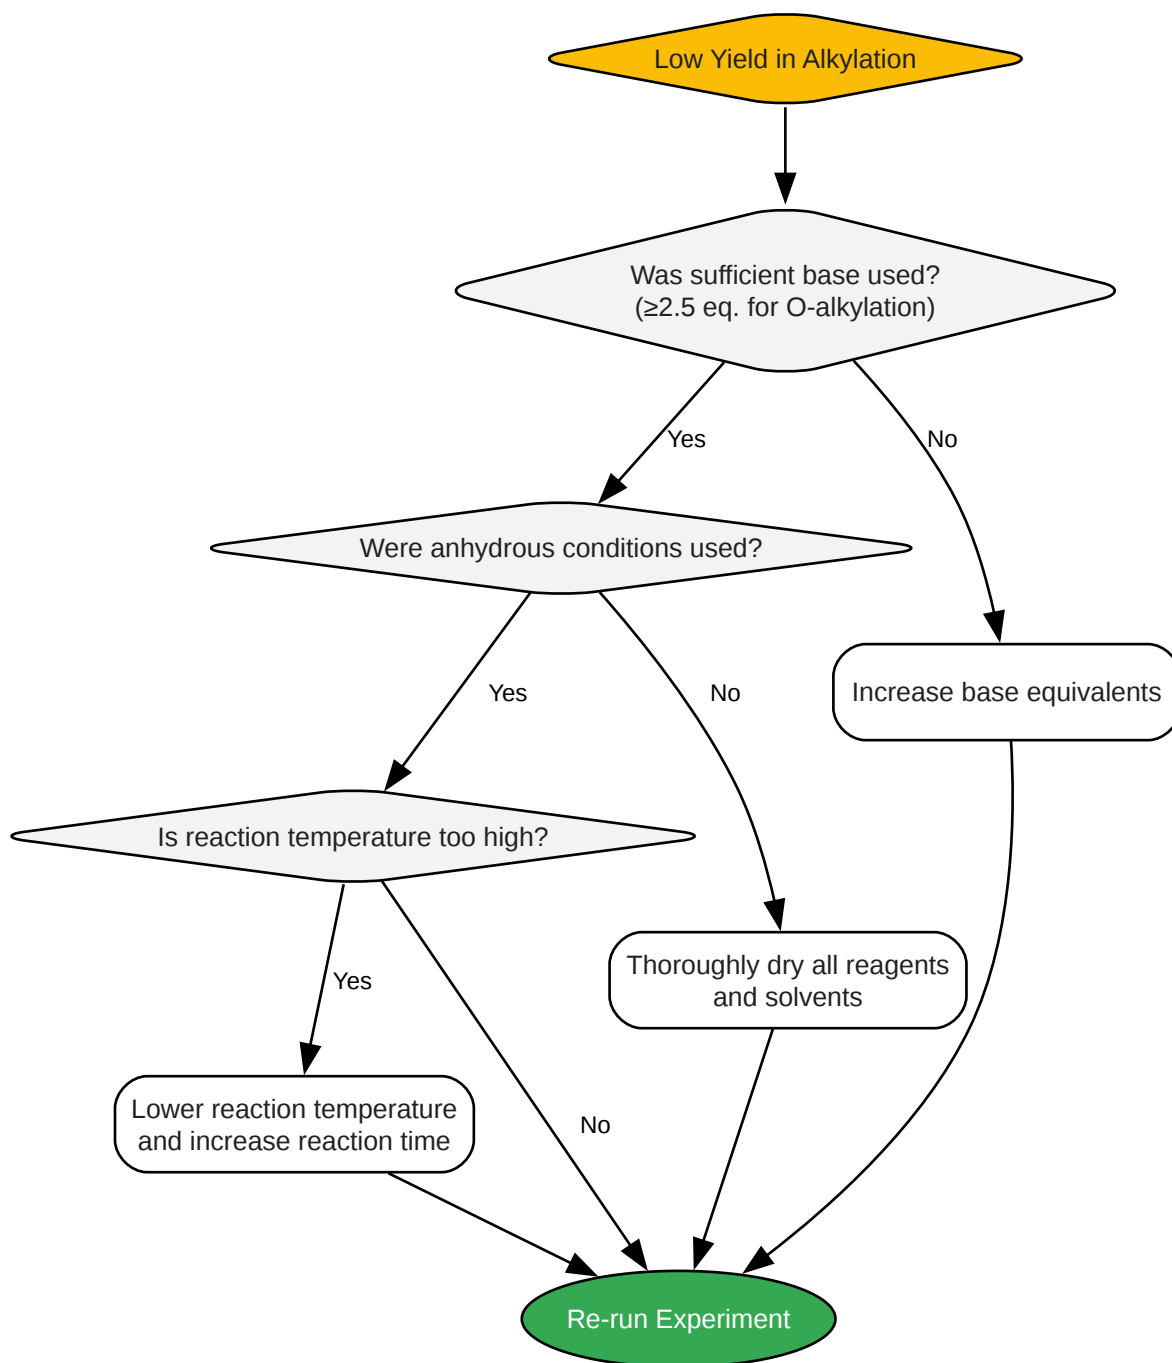 Low Yield in Alkylation
Was sufficient base used?
(≥2.5 eq. for O-alkylation)
Yes
No
Were anhydrous conditions used?
Yes
No
Increase base equivalents
Is reaction temperature too high?
Yes
Thoroughly dry all reagents
and solvents
Lower reaction temperature
and increase reaction time
No
Re-run Experiment